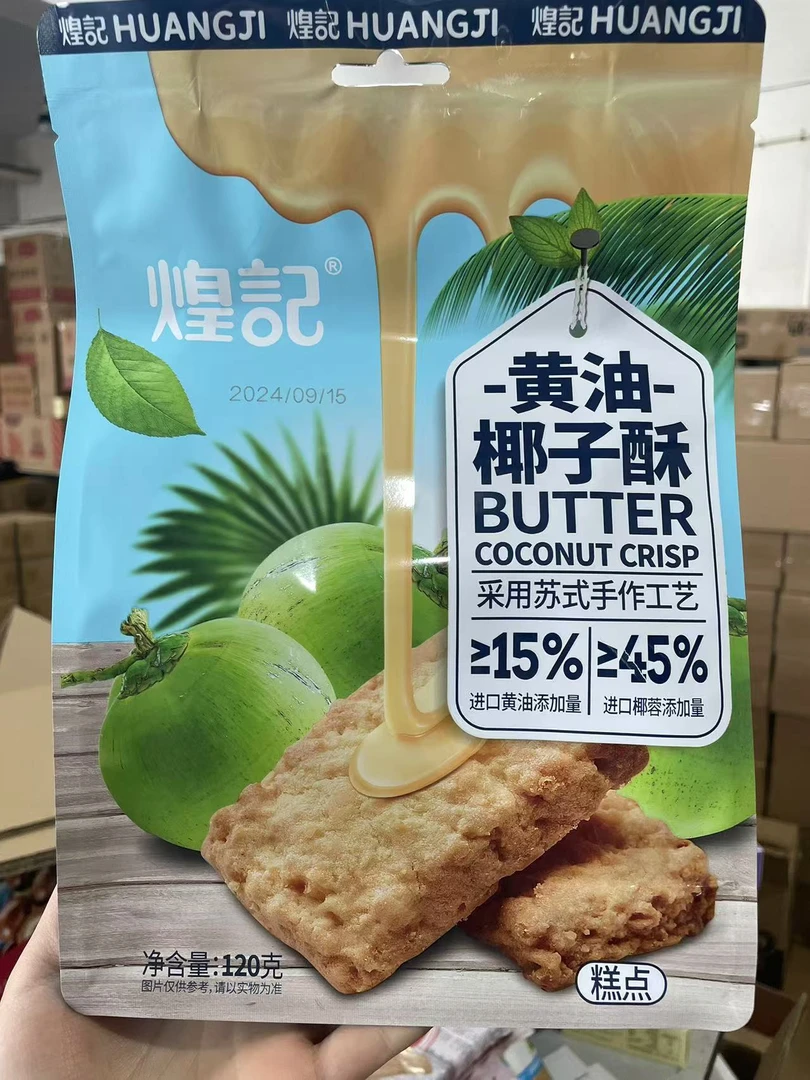 煌記 HUANGJI 煌記 HUANGJI 煌記 HUANGJI
煌記®
2024/09/15
-黄油-
椰子酥
BUTTER
COCONUT CRISP
采用苏式手作工艺
≥15% ≥45%
进口黄油添加量 进口椰蓉添加量
净含量:120克
图片仅供参考,请以实物为准
糕点